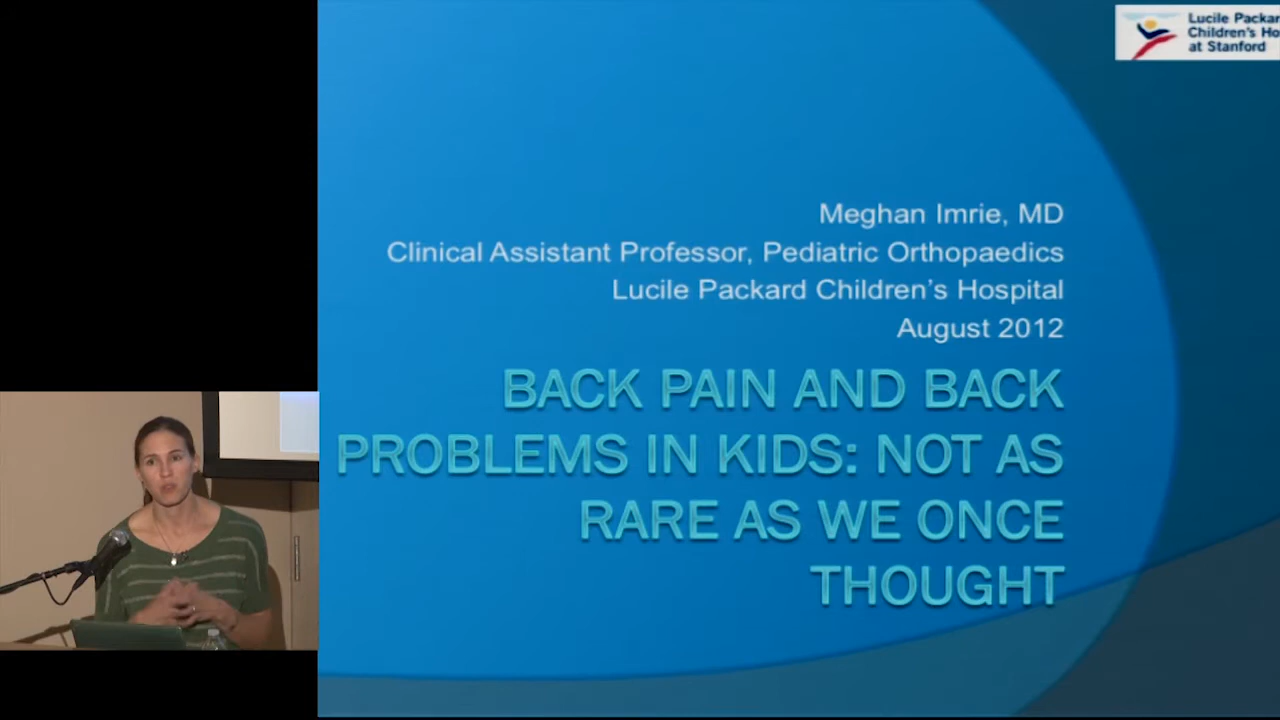 Lucile Packar
Children's Ho
at Stanford
Meghan Imrie, MD
Clinical Assistant Professor, Pediatric Orthopaedics
Lucile Packard Children's Hospital
August 2012
BACK PAIN AND BACK
PROBLEMS IN KIDS: NOT AS
RARE AS WE ONCE
THOUGHT